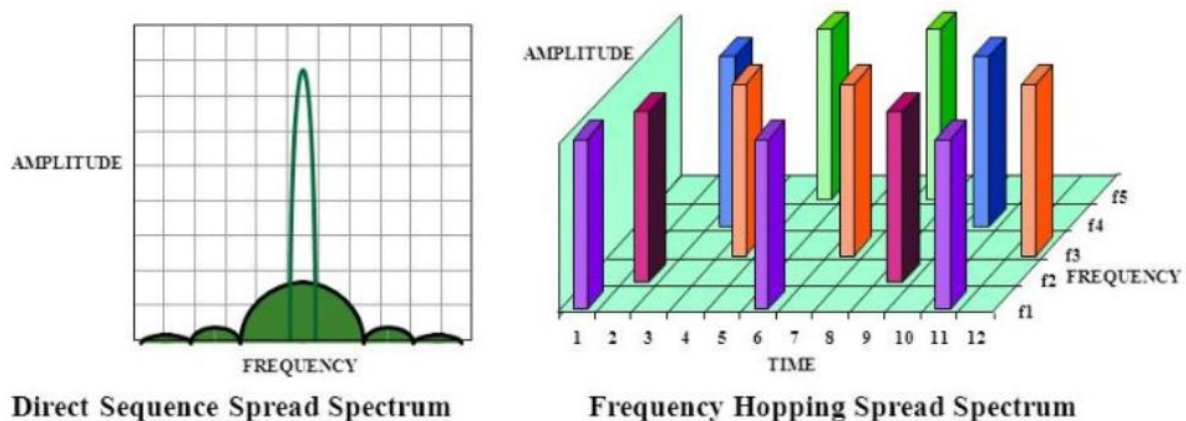 AMPLITUDE
FREQUENCY
Direct Sequence Spread Spectrum
AMPLITUDE
f5
f4
f3
f2
FREQUENCY
f1
1 2 3 4 5 6 7 8 9 10 11 12
TIME
Frequency Hopping Spread Spectrum